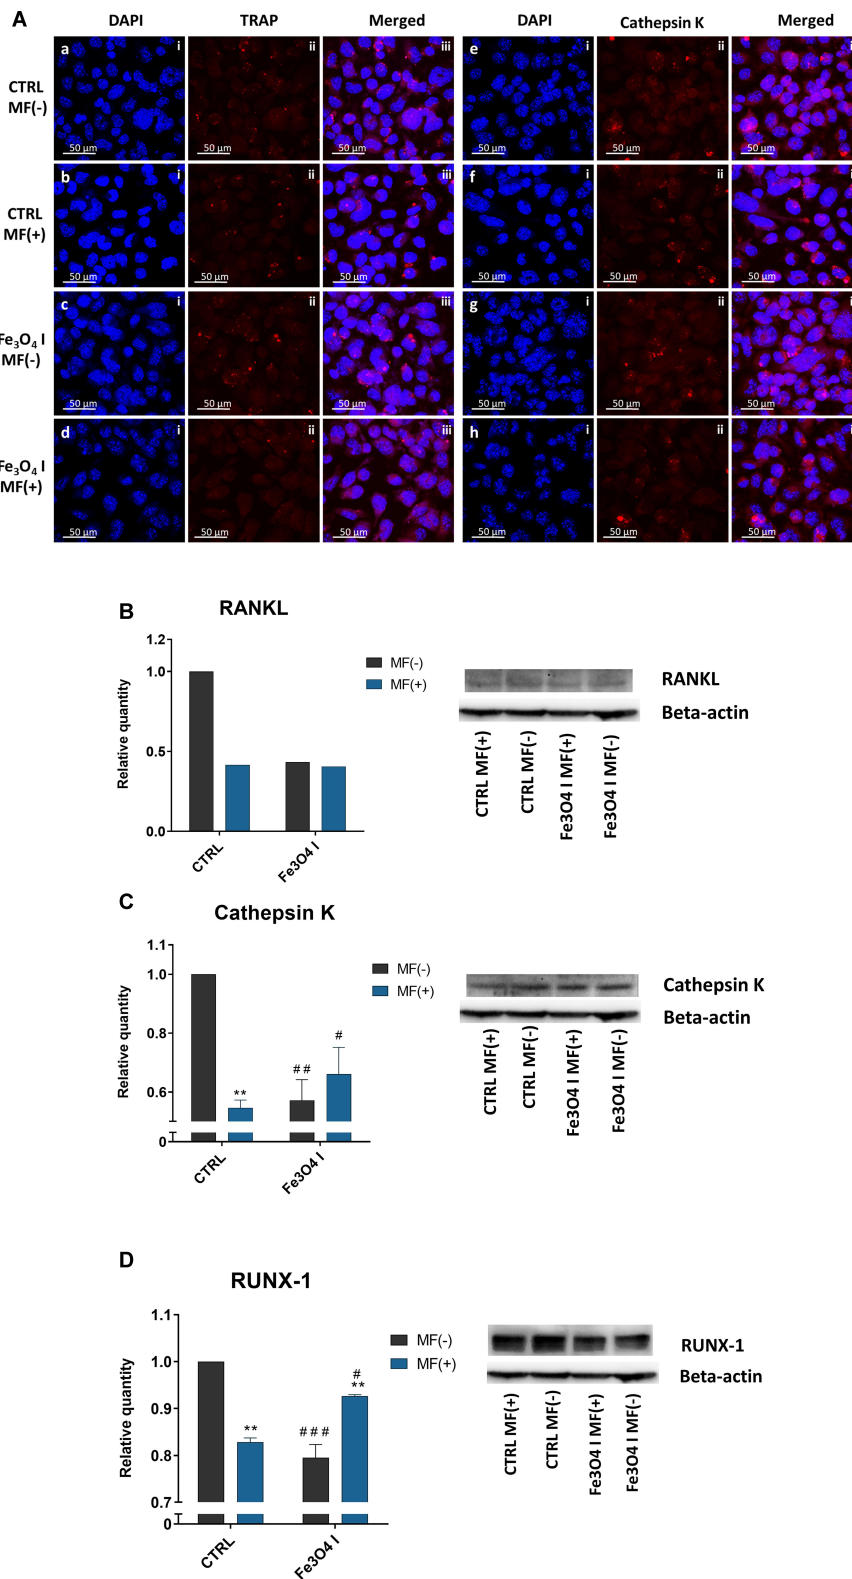 A
DAPI TRAP Merged DAPI Cathepsin K Merged
CTRL
MF(-)
a i ii iii e i ii i
50 µm 50 µm 50 µm 50 µm 50 µm 50 µm
CTRL
MF(+)
b i ii iii f i ii i
50 µm 50 µm 50 µm 50 µm 50 µm 50 µm
Fe3O4 I
MF(-)
c i ii iii g i ii i
50 µm 50 µm 50 µm 50 µm 50 µm 50 µm
Fe3O4 I
MF(+)
d i ii iii h i ii i
50 µm 50 µm 50 µm 50 µm 50 µm 50 µm
B
RANKL
Relative quantity
1.2
1.0
0.5
0.0
CTRL
Fe3O4 I
MF(-)
MF(+)
RANKL
Beta-actin
CTRL MF(+)
CTRL MF(-)
Fe3O4 I MF(+)
Fe3O4 I MF(-)
C
Cathepsin K
Relative quantity
1.1
1.0
0.8
0.6
0
**
##
#
CTRL
Fe3O4 I
MF(-)
MF(+)
Cathepsin K
Beta-actin
CTRL MF(+)
CTRL MF(-)
Fe3O4 I MF(+)
Fe3O4 I MF(-)
D
RUNX-1
Relative quantity
1.1
1.0
0.9
0.8
0.7
0
**
###
#
**
CTRL
Fe3O4 I
MF(-)
MF(+)
RUNX-1
Beta-actin
CTRL MF(+)
CTRL MF(-)
Fe3O4 I MF(+)
Fe3O4 I MF(-)